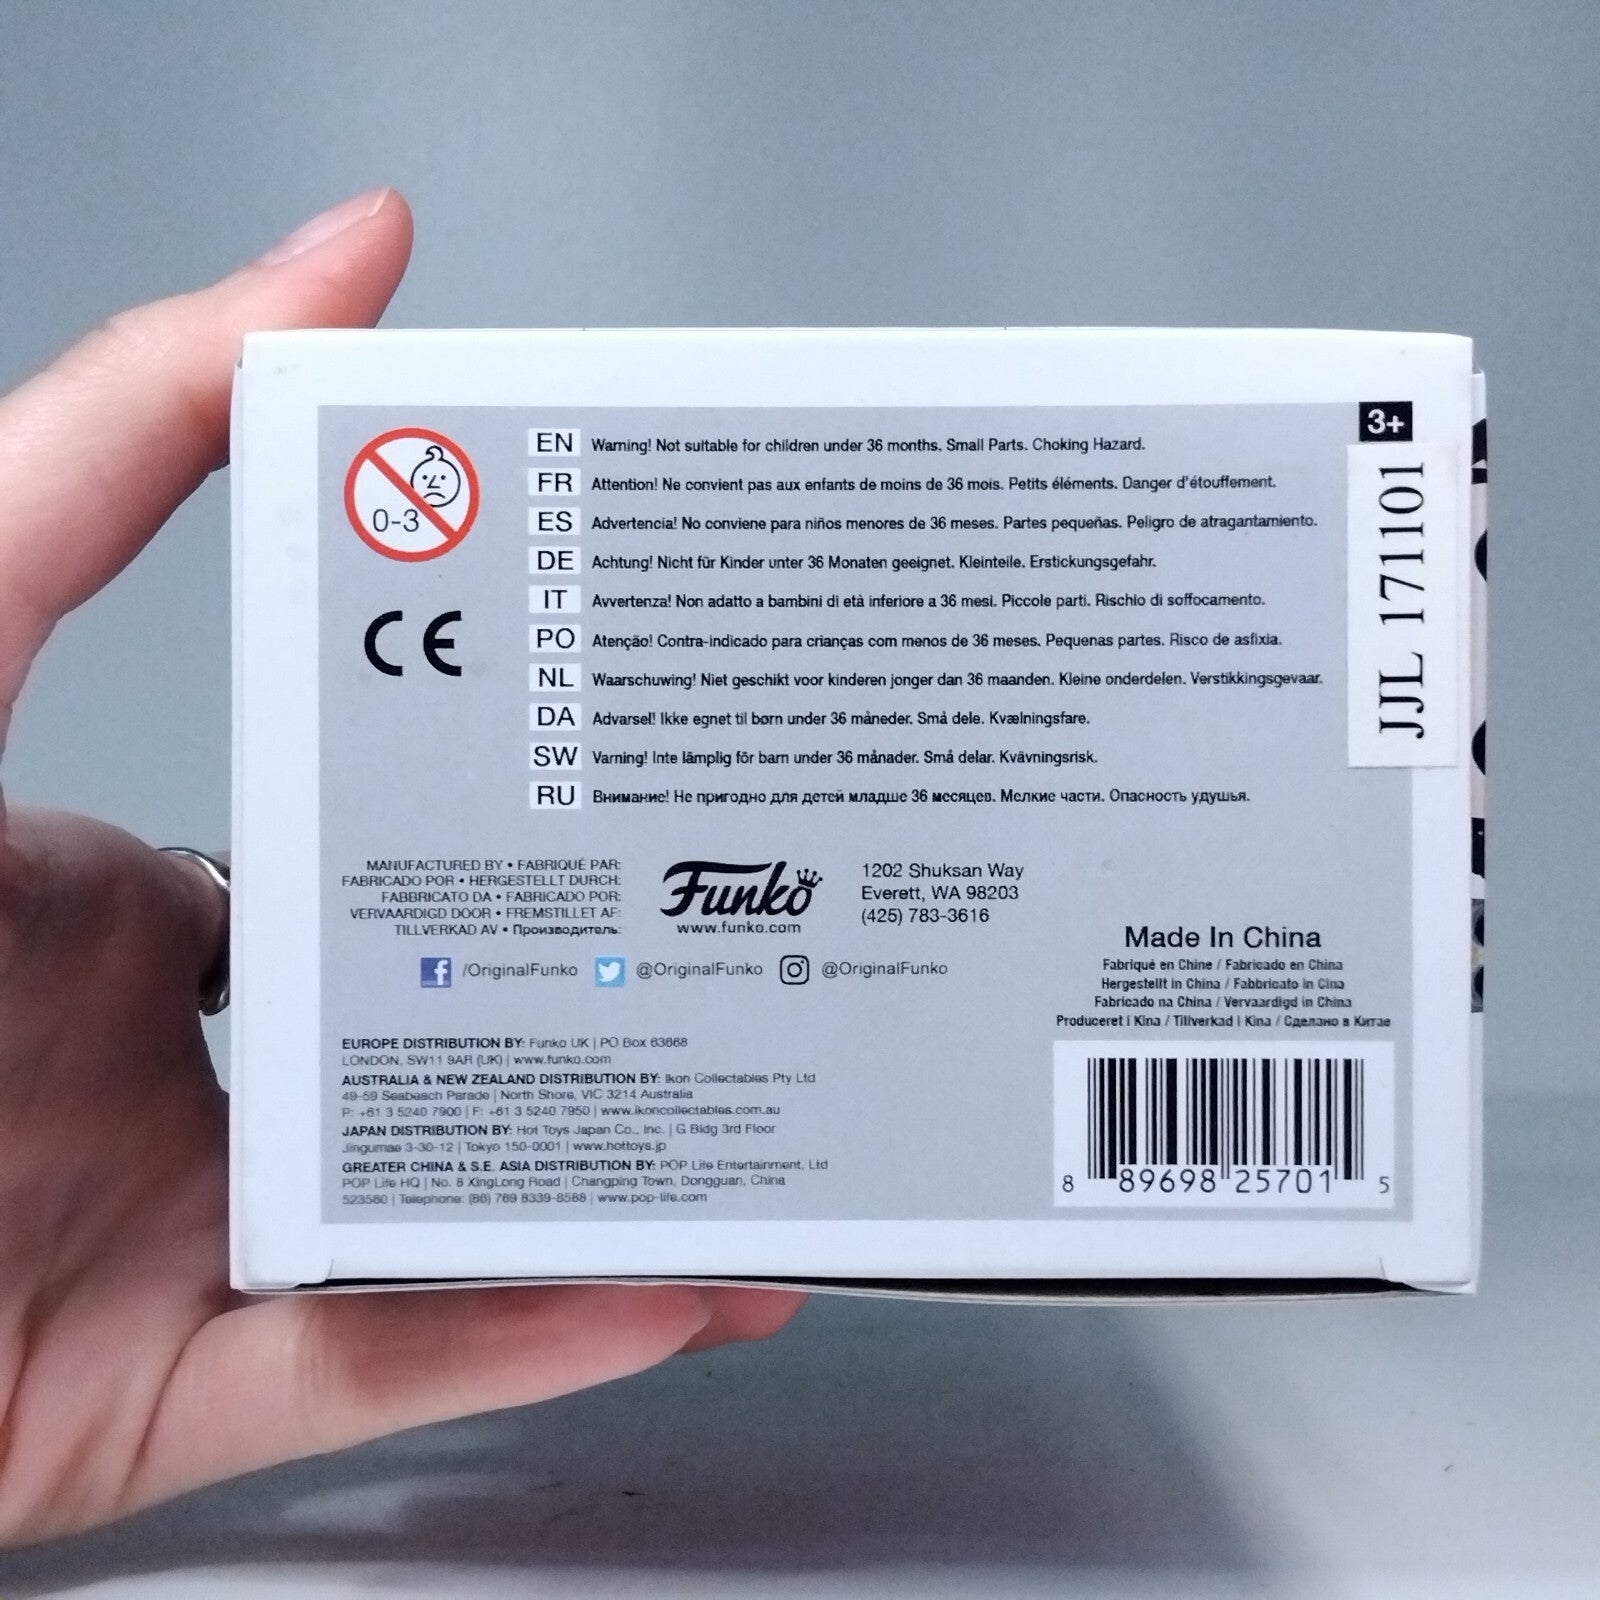 3+
0-3
EN Warning! Not suitable for children under 36 months. Small Parts. Choking Hazard.
FR Attention! Ne convient pas aux enfants de moins de 36 mois. Petits éléments. Danger d'étouffement.
ES Advertencia! No conviene para niños menores de 36 meses. Partes pequeñas. Peligro de atragantamiento.
DE Achtung! Nicht für Kinder unter 36 Monaten geeignet. Kleinteile. Erstickungsgefahr.
IT Avvertenza! Non adatto a bambini di età inferiore a 36 mesi. Piccole parti. Rischio di soffocamento.
PO Atenção! Contra-indicado para crianças com menos de 36 meses. Pequenas partes. Risco de asfixia.
NL Waarschuwing! Niet geschikt voor kinderen jonger dan 36 maanden. Kleine onderdelen. Verstikkingsgevaar.
DA Advarsel! Ikke egnet til børn under 36 måneder. Små dele. Kvælningsfare.
SW Varning! Inte lämplig för barn under 36 månader. Små delar. Kvävningsrisk.
RU Внимание! Не пригодно для детей младше 36 месяцев. Мелкие части. Опасность удушья.
CE
JJL 171101
MANUFACTURED BY • FABRIQUÉ PAR:
FABRICADO POR • HERGESTELLT DURCH:
FABBRICATO DA • FABRICADO POR:
VERVAARDIGD DOOR • FREMSTILLET AF:
TILLVERKAD AV • Производитель:
Funko
www.funko.com
1202 Shuksan Way
Everett, WA 98203
(425) 783-3616
/OriginalFunko @OriginalFunko @OriginalFunko
Made In China
Fabriqué en Chine / Fabricado en China
Hergestellt in China / Fabbricato in Cina
Fabricado na China / Vervaardigd in China
Produceret i Kina / Tillverkad i Kina / Сделано в Китае
EUROPE DISTRIBUTION BY: Funko UK | PO Box 63668
LONDON, SW11 9AR (UK) | www.funko.com
AUSTRALIA & NEW ZEALAND DISTRIBUTION BY: Ikon Collectables Pty Ltd
49-59 Seabeach Parade | North Shore, VIC 3214 Australia
P: +61 3 5240 7900 | F: +61 3 5240 7950 | www.ikoncollectables.com.au
JAPAN DISTRIBUTION BY: Hot Toys Japan Co., Inc. | G Bldg 3rd Floor
Jingumae 3-30-12 | Tokyo 150-0001 | www.hottoys.jp
GREATER CHINA & S.E. ASIA DISTRIBUTION BY: POP Life Entertainment, Ltd
POP Life HQ | No. 8 XingLong Road | Changping Town, Dongguan, China
523560 | Telephone: (86) 769 8339-8588 | www.pop-life.com
8 89698 25701 5